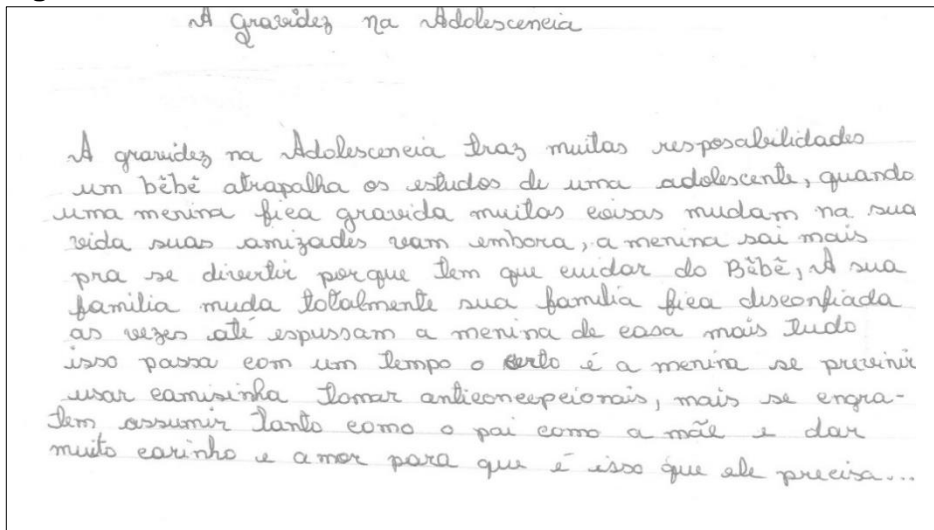 A gravidez na Adolescencia
A gravidez na Adolescencia traz muitas resposabilidades
um bêbê atrapalha os estudos de uma adolescente, quando
uma menina fica gravida muitas coisas mudam na sua
vida suas amizades vam embora, a menina sai mais
pra se divertir porque tem que cuidar do Bêbê, A sua
familia muda totalmente sua familia fica disconfiada
as vezes até espussam a menina de casa mais tudo
isso passa com um tempo o certo é a menina se previnir
usar camisinha tomar anticoncepcionais, mais se engra-
tem assumir tanto como o pai como a mãe e dar
muito carinho e amor para que é isso que ele precisa...